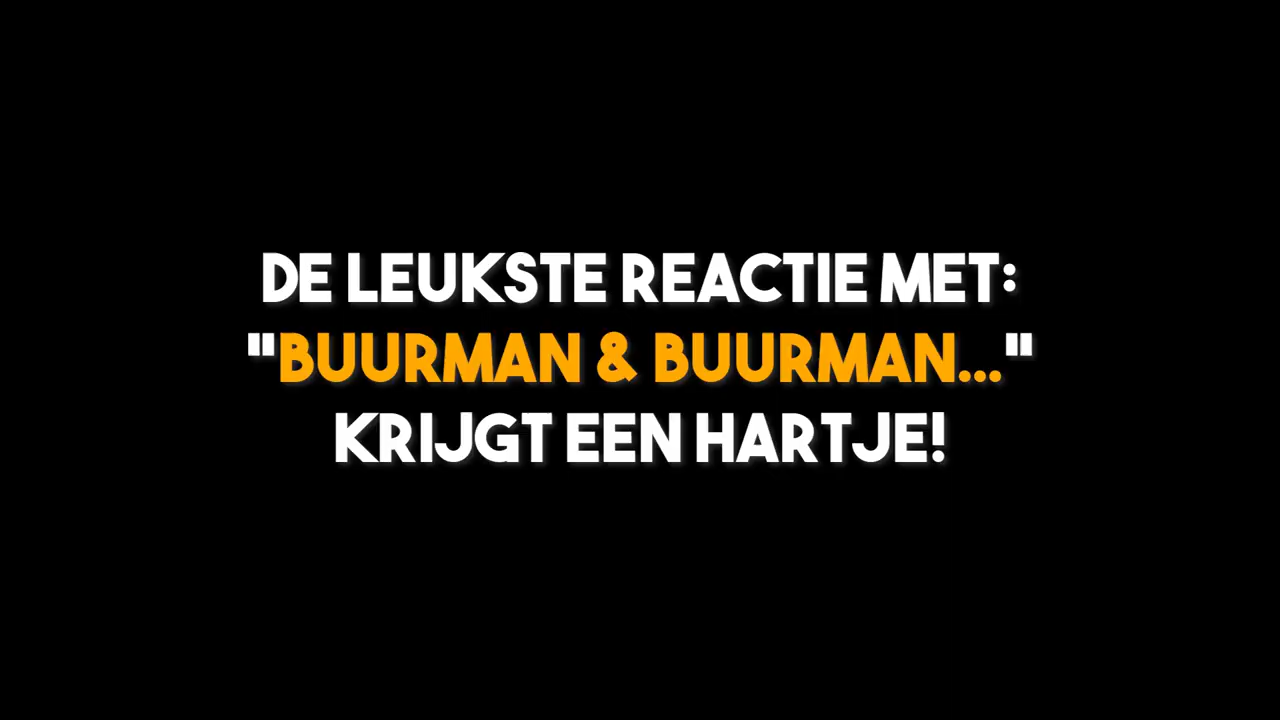 DE LEUKSTE REACTIE MET:
"BUURMAN & BUURMAN..."
KRIJGT EEN HARTJE!